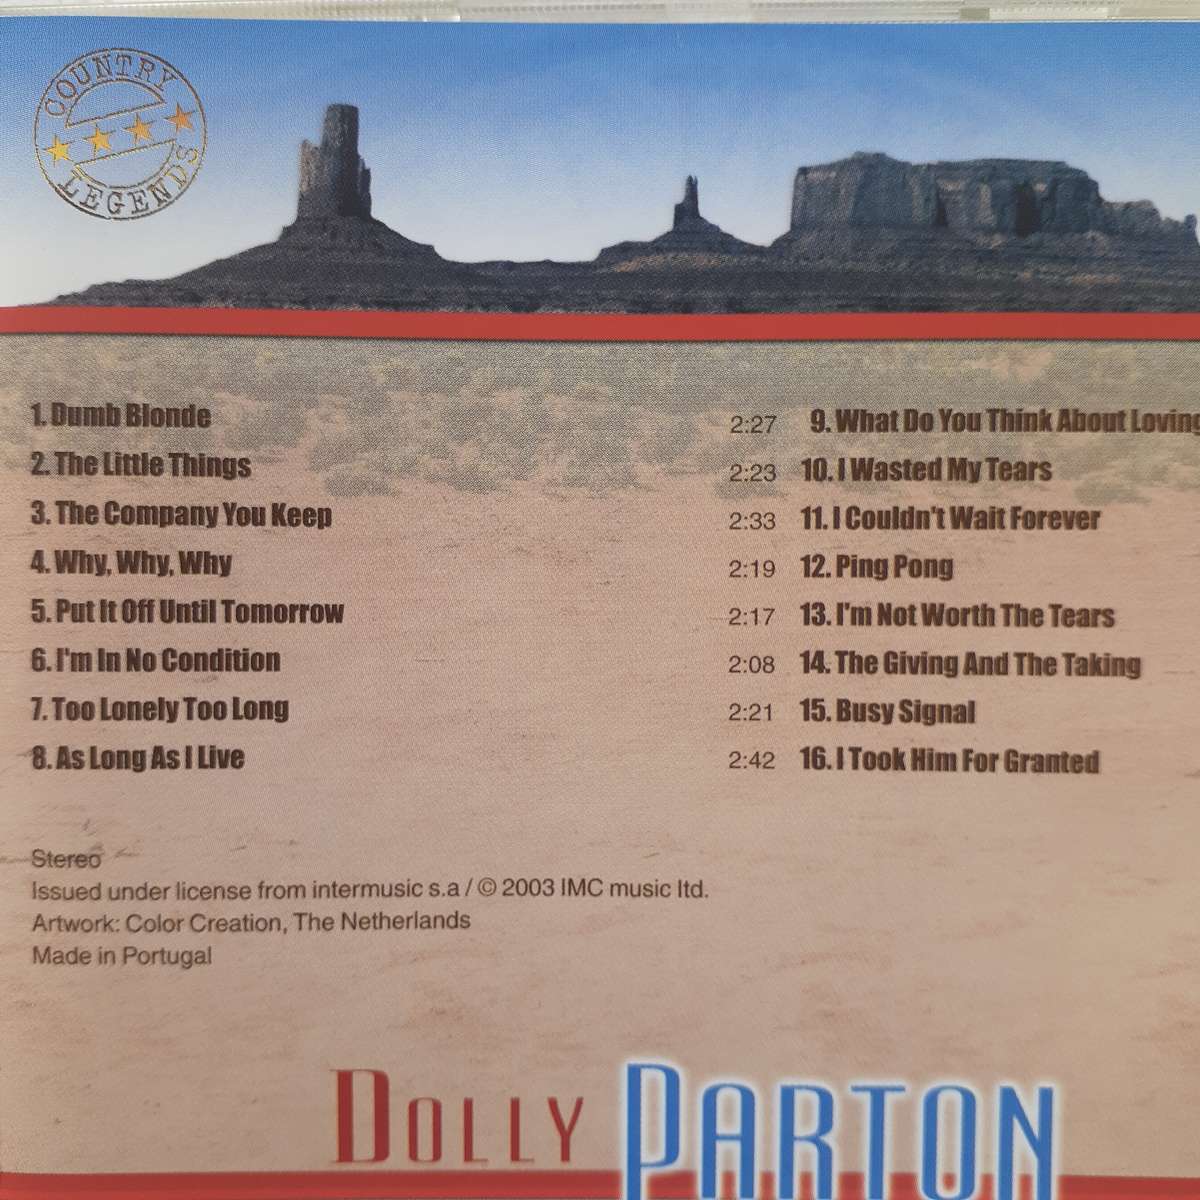 COUNTRY
LEGENDS
1. Dumb Blonde 2:27
2. The Little Things 2:23
3. The Company You Keep 2:33
4. Why, Why, Why 2:19
5. Put It Off Until Tomorrow 2:17
6. I'm In No Condition 2:08
7. Too Lonely Too Long 2:21
8. As Long As I Live 2:42
9. What Do You Think About Loving
10. I Wasted My Tears
11. I Couldn't Wait Forever
12. Ping Pong
13. I'm Not Worth The Tears
14. The Giving And The Taking
15. Busy Signal
16. I Took Him For Granted
Stereo
Issued under license from intermusic s.a / © 2003 IMC music ltd.
Artwork: Color Creation, The Netherlands
Made in Portugal
DOLLY PARTON